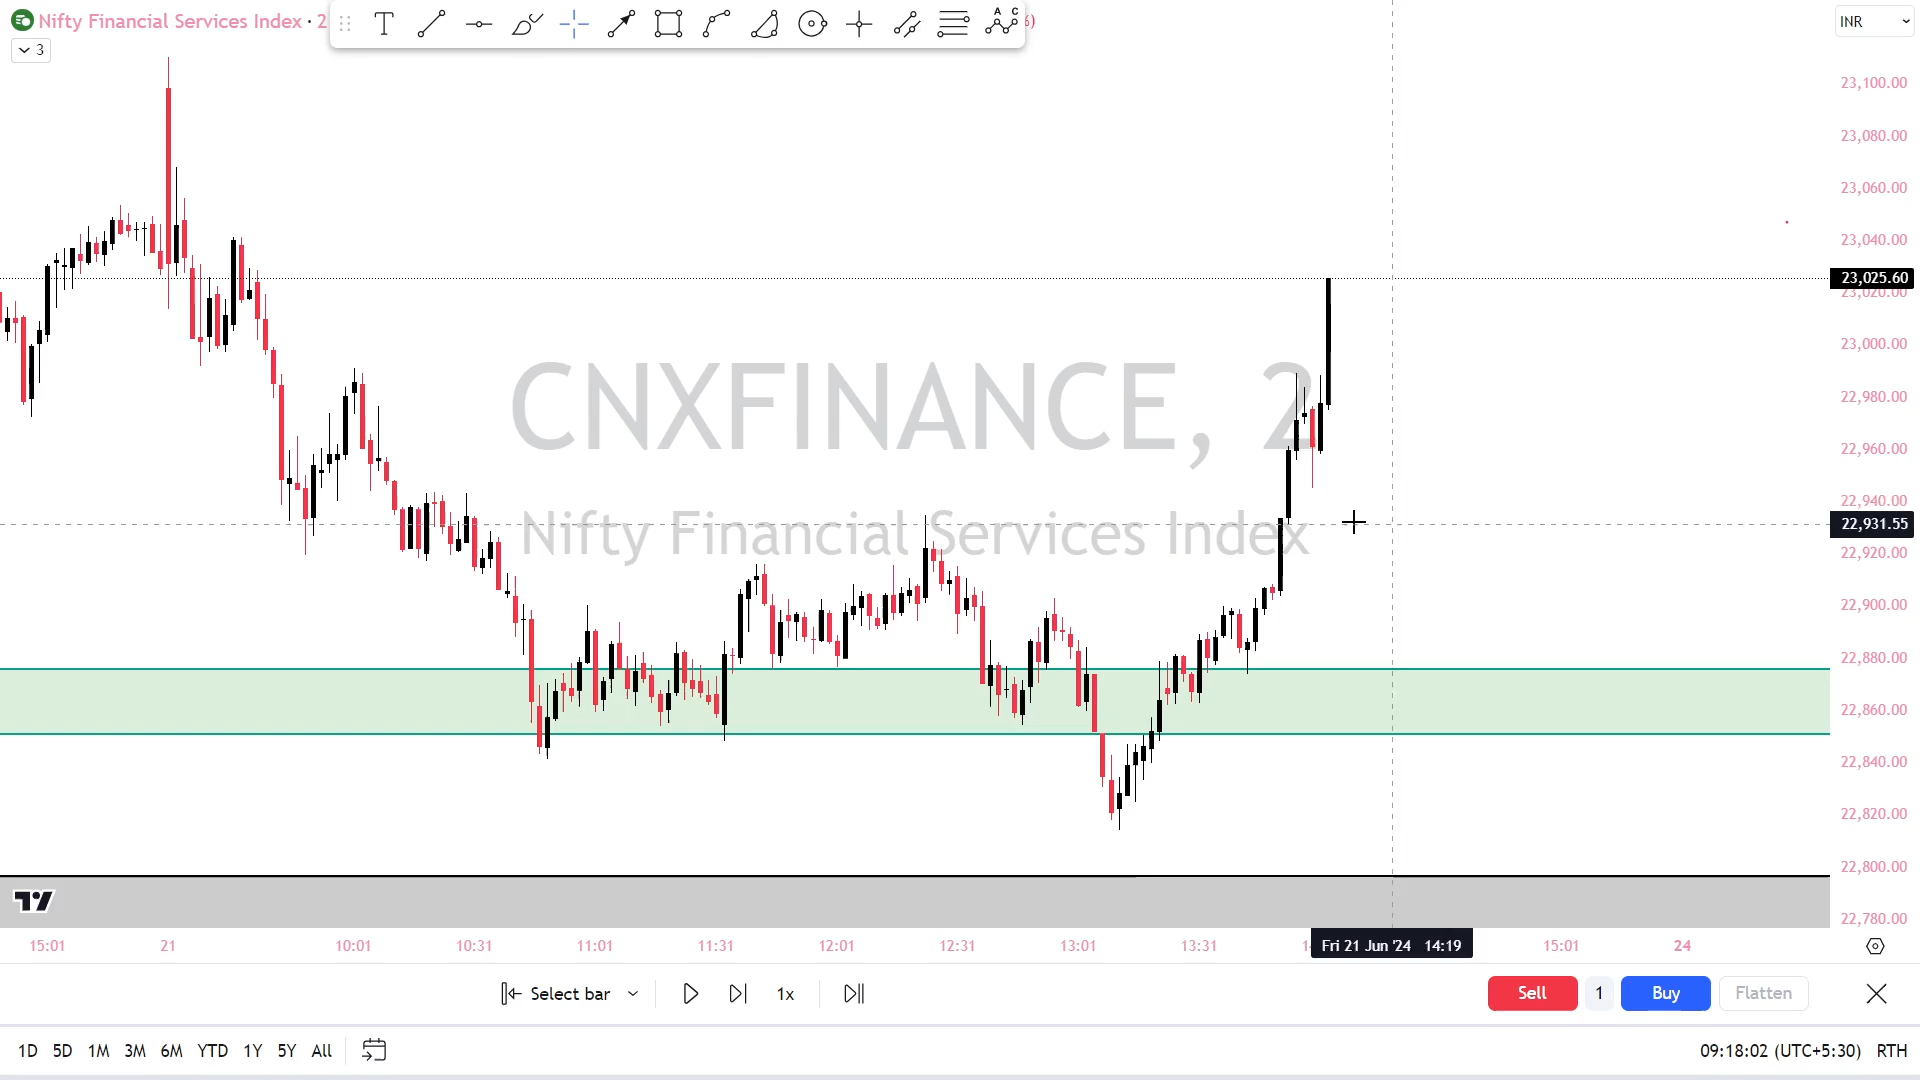 Nifty Financial Services Index · 2
T
A C
%)
INR
3
23,100.00
23,080.00
23,060.00
23,040.00
23,025.60
23,020.00
23,000.00
22,980.00
22,960.00
22,940.00
22,931.55
22,920.00
22,900.00
22,880.00
22,860.00
22,840.00
22,820.00
22,800.00
22,780.00
CNXFINANCE, 2
Nifty Financial Services Index
15:01 21 10:01 10:31 11:01 11:31 12:01 12:31 13:01 13:31 Fri 21 Jun '24 14:19 15:01 24
Select bar 1x Sell 1 Buy Flatten
1D 5D 1M 3M 6M YTD 1Y 5Y All 09:18:02 (UTC+5:30) RTH